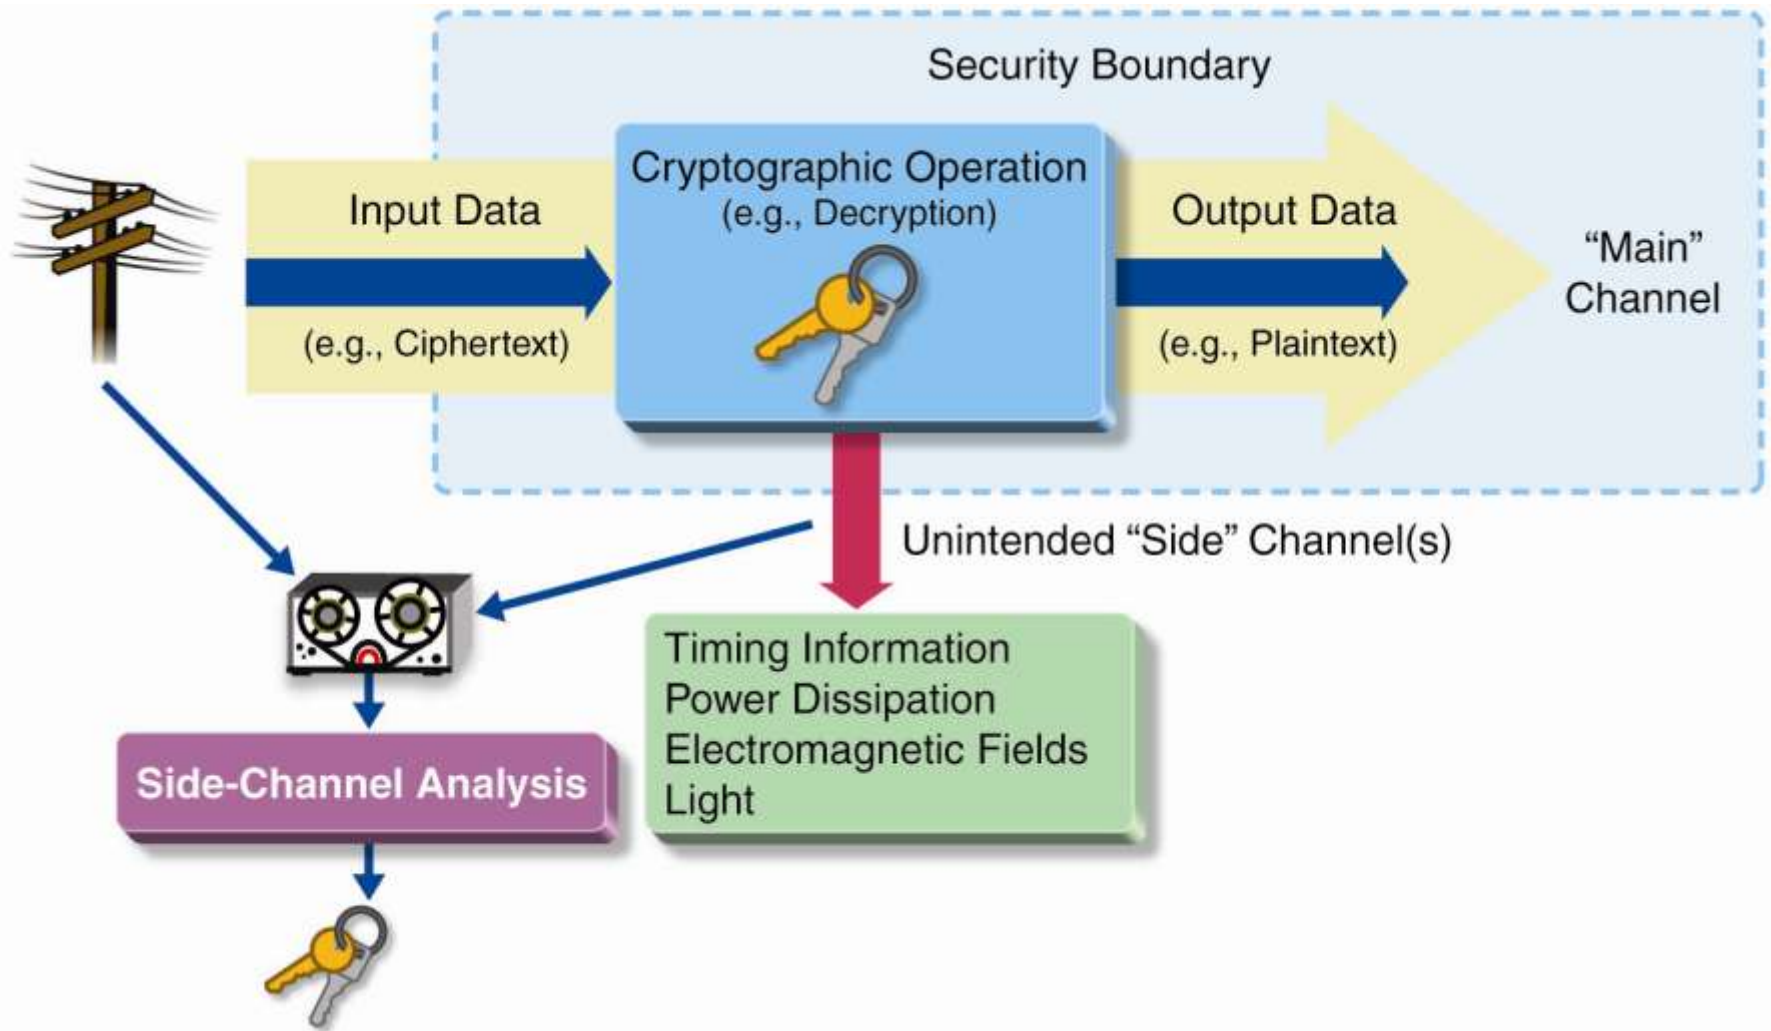 Security Boundary
Cryptographic Operation
(e.g., Decryption)
Input Data
(e.g., Ciphertext)
Output Data
(e.g., Plaintext)
“Main”
Channel
Unintended “Side” Channel(s)
Timing Information
Power Dissipation
Electromagnetic Fields
Light
Side-Channel Analysis